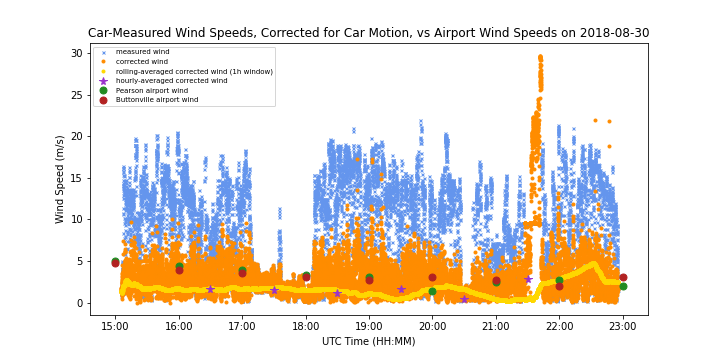 Car-Measured Wind Speeds, Corrected for Car Motion, vs Airport Wind Speeds on 2018-08-30
measured wind
corrected wind
rolling-averaged corrected wind (1h window)
hourly-averaged corrected wind
Pearson airport wind
Buttonville airport wind
Wind Speed (m/s)
30
25
20
15
10
5
0
15:00 16:00 17:00 18:00 19:00 20:00 21:00 22:00 23:00
UTC Time (HH:MM)